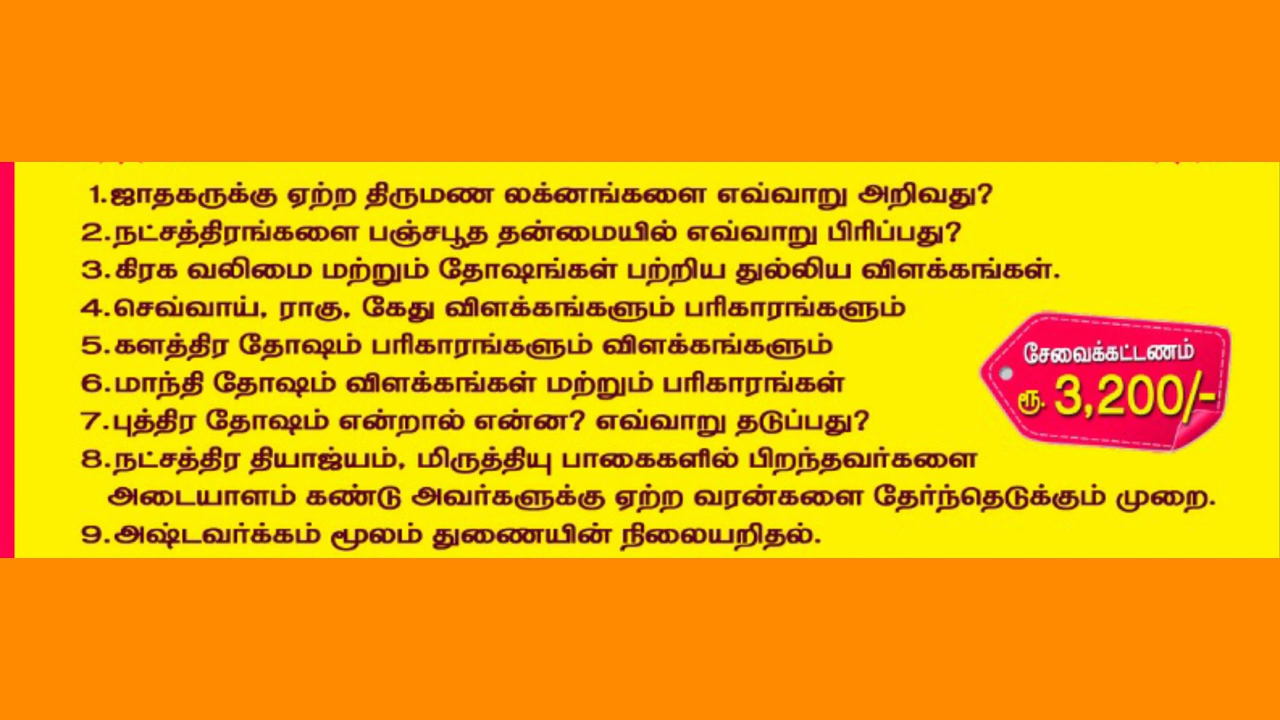 1.ஜாதகருக்கு ஏற்ற திருமண லக்னங்களை எவ்வாறு அறிவது?
2.நட்சத்திரங்களை பஞ்சபூத தன்மையில் எவ்வாறு பிரிப்பது?
3.கிரக வலிமை மற்றும் தோஷங்கள் பற்றிய துல்லிய விளக்கங்கள்.
4.செவ்வாய், ராகு, கேது விளக்கங்களும் பரிகாரங்களும்
5.களத்திர தோஷம் பரிகாரங்களும் விளக்கங்களும்
6.மாந்தி தோஷம் விளக்கங்கள் மற்றும் பரிகாரங்கள்
7.புத்திர தோஷம் என்றால் என்ன? எவ்வாறு தடுப்பது?
8.நட்சத்திர தியாஜ்யம், மிருத்தியு பாகைகளில் பிறந்தவர்களை
அடையாளம் கண்டு அவர்களுக்கு ஏற்ற வரன்களை தேர்ந்தெடுக்கும் முறை.
9.அஷ்டவர்க்கம் மூலம் துணையின் நிலையறிதல்.
சேவைக்கட்டணம்
ரூ. 3,200/-